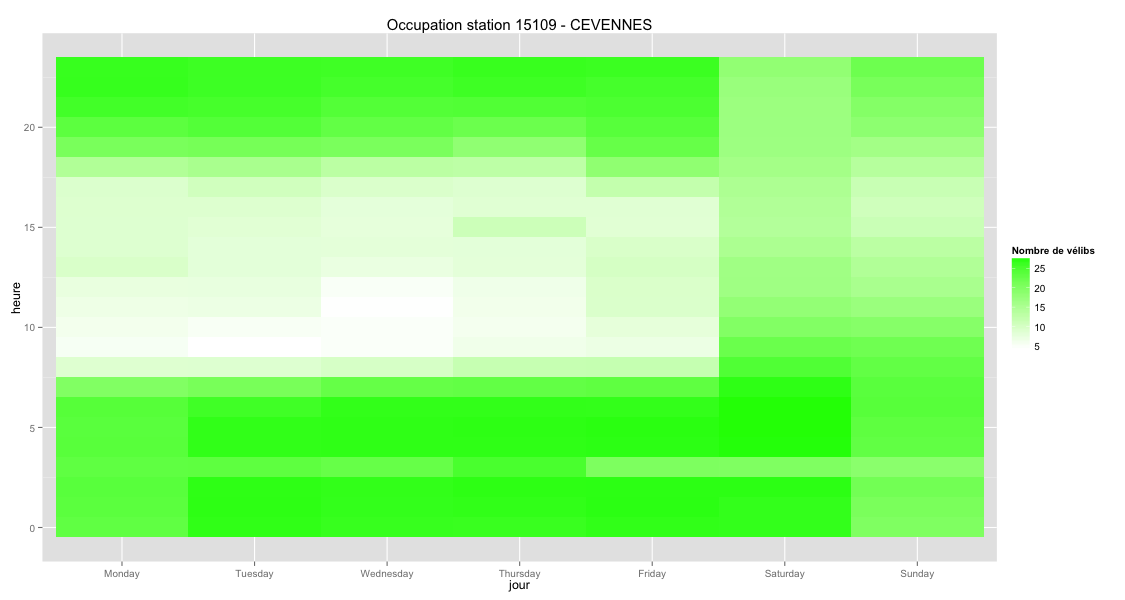 Occupation station 15109 - CEVENNES
heure
20
15
10
5
0
Monday Tuesday Wednesday Thursday Friday Saturday Sunday
jour
Nombre de vélibs
25
20
15
10
5